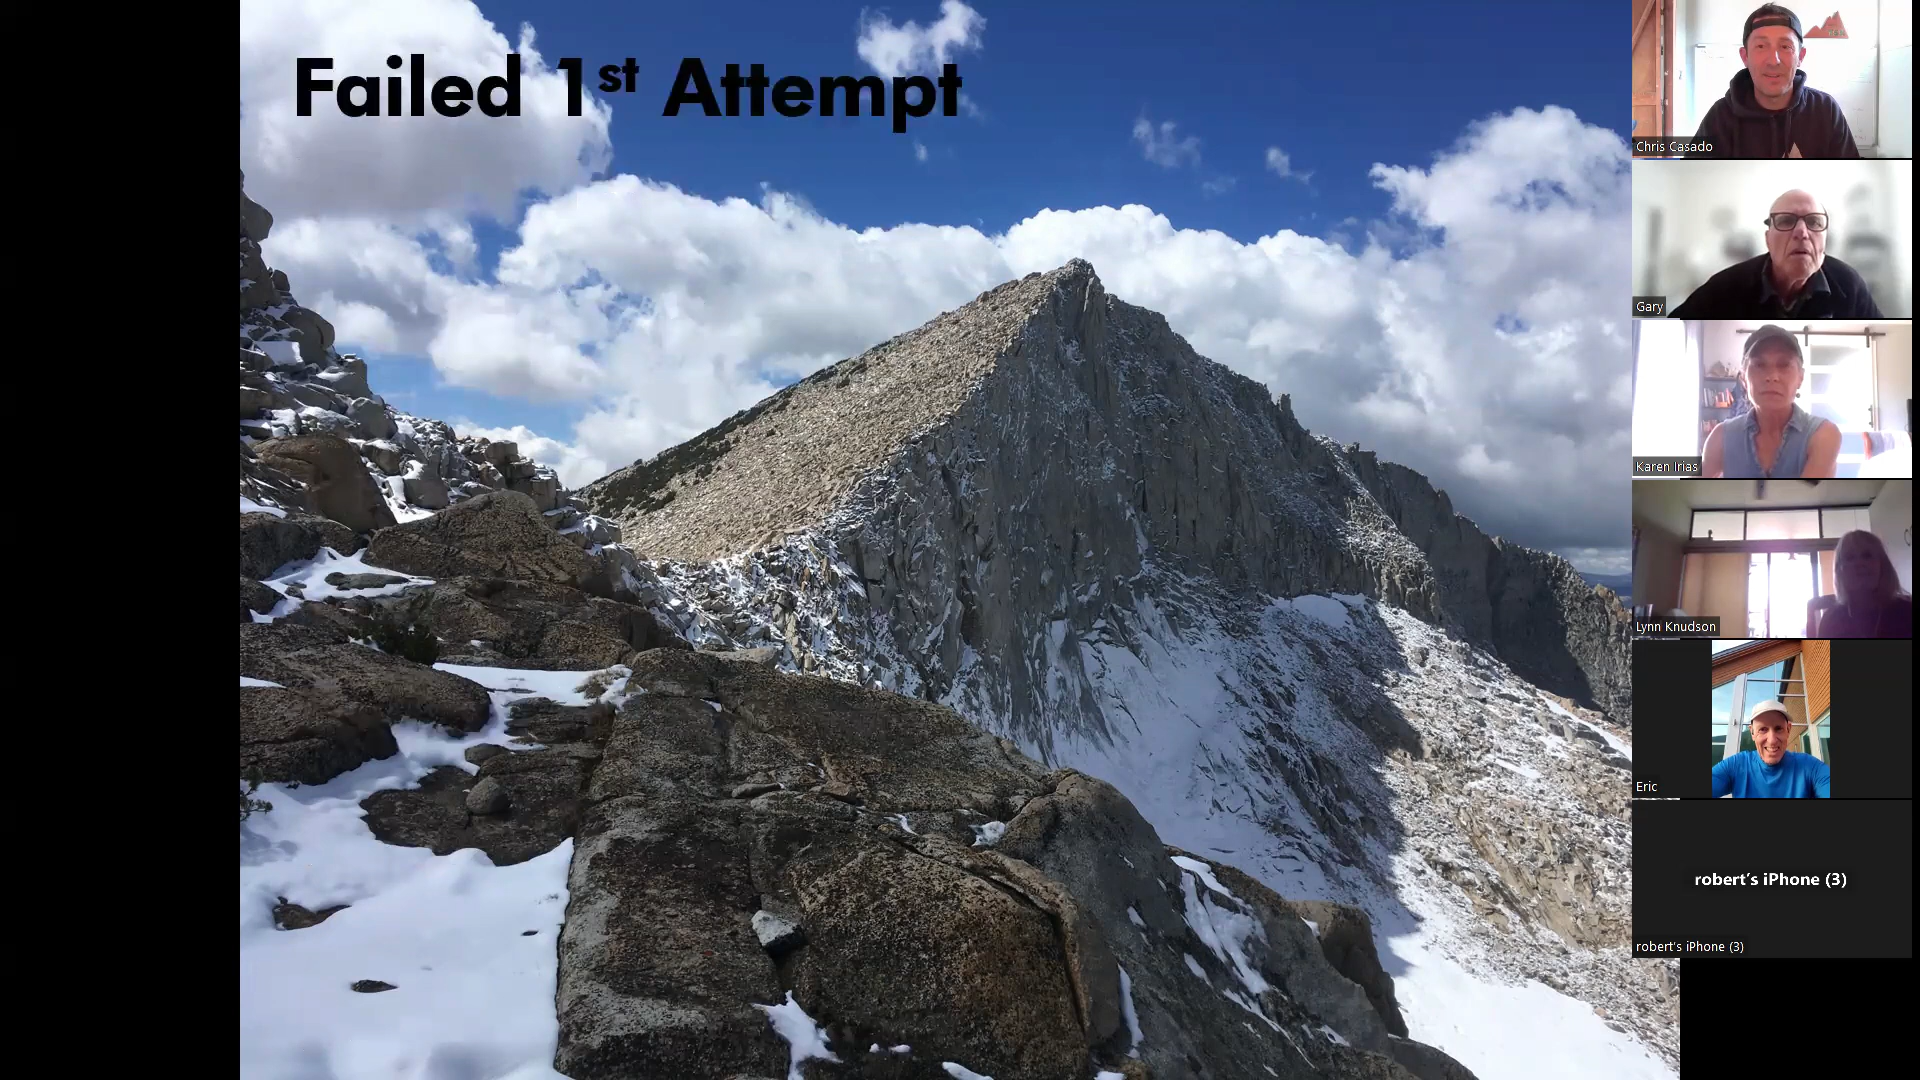 Failed 1st Attempt
Chris Casado
Gary
Karen Irias
Lynn Knudson
Eric
robert's iPhone (3)
robert's iPhone (3)